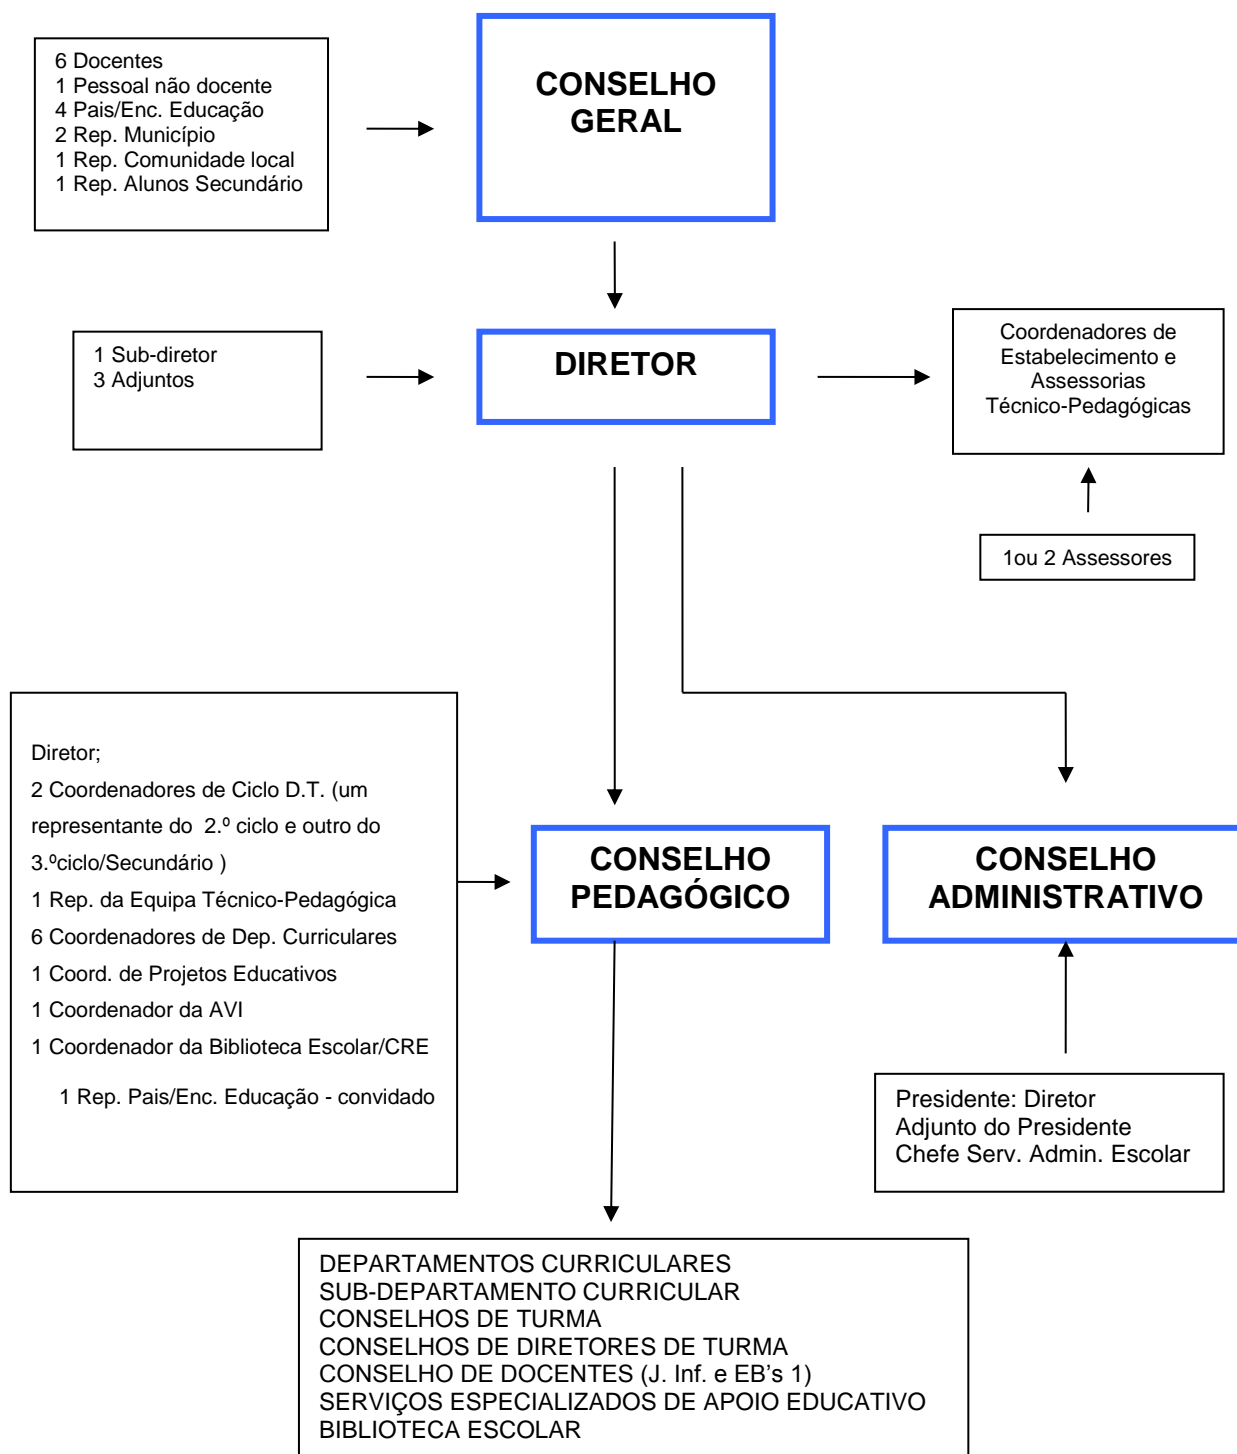 6 Docentes
1 Pessoal não docente
4 Pais/Enc. Educação
2 Rep. Município
1 Rep. Comunidade local
1 Rep. Alunos Secundário
CONSELHO
GERAL
1 Sub-diretor
3 Adjuntos
DIRETOR
Coordenadores de
Estabelecimento e
Assessorias
Técnico-Pedagógicas
1ou 2 Assessores
Diretor;
2 Coordenadores de Ciclo D.T. (um
representante do 2.º ciclo e outro do
3.ºciclo/Secundário )
1 Rep. da Equipa Técnico-Pedagógica
6 Coordenadores de Dep. Curriculares
1 Coord. de Projetos Educativos
1 Coordenador da AVI
1 Coordenador da Biblioteca Escolar/CRE
1 Rep. Pais/Enc. Educação - convidado
CONSELHO
PEDAGÓGICO
CONSELHO
ADMINISTRATIVO
Presidente: Diretor
Adjunto do Presidente
Chefe Serv. Admin. Escolar
DEPARTAMENTOS CURRICULARES
SUB-DEPARTAMENTO CURRICULAR
CONSELHOS DE TURMA
CONSELHOS DE DIRETORES DE TURMA
CONSELHO DE DOCENTES (J. Inf. e EB’s 1)
SERVIÇOS ESPECIALIZADOS DE APOIO EDUCATIVO
BIBLIOTECA ESCOLAR